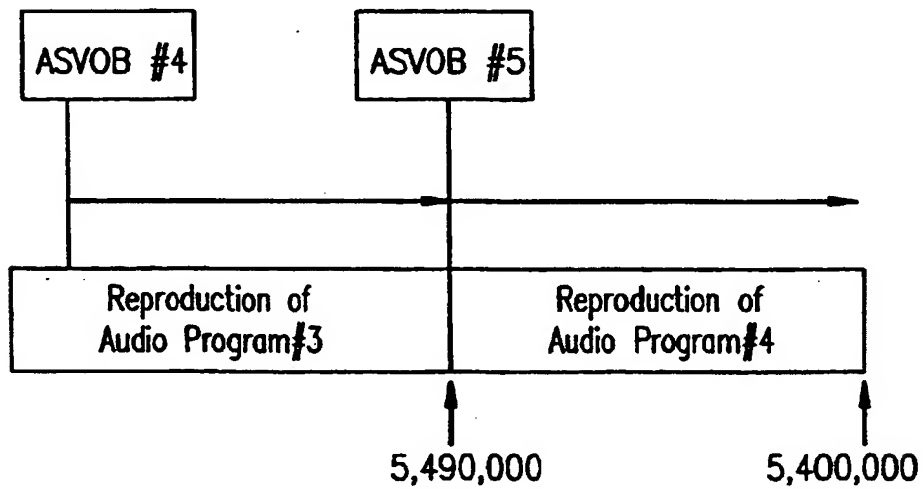 ASVOB #4
ASVOB #5
Reproduction of
Audio Program#3
Reproduction of
Audio Program#4
5,490,000
5,400,000